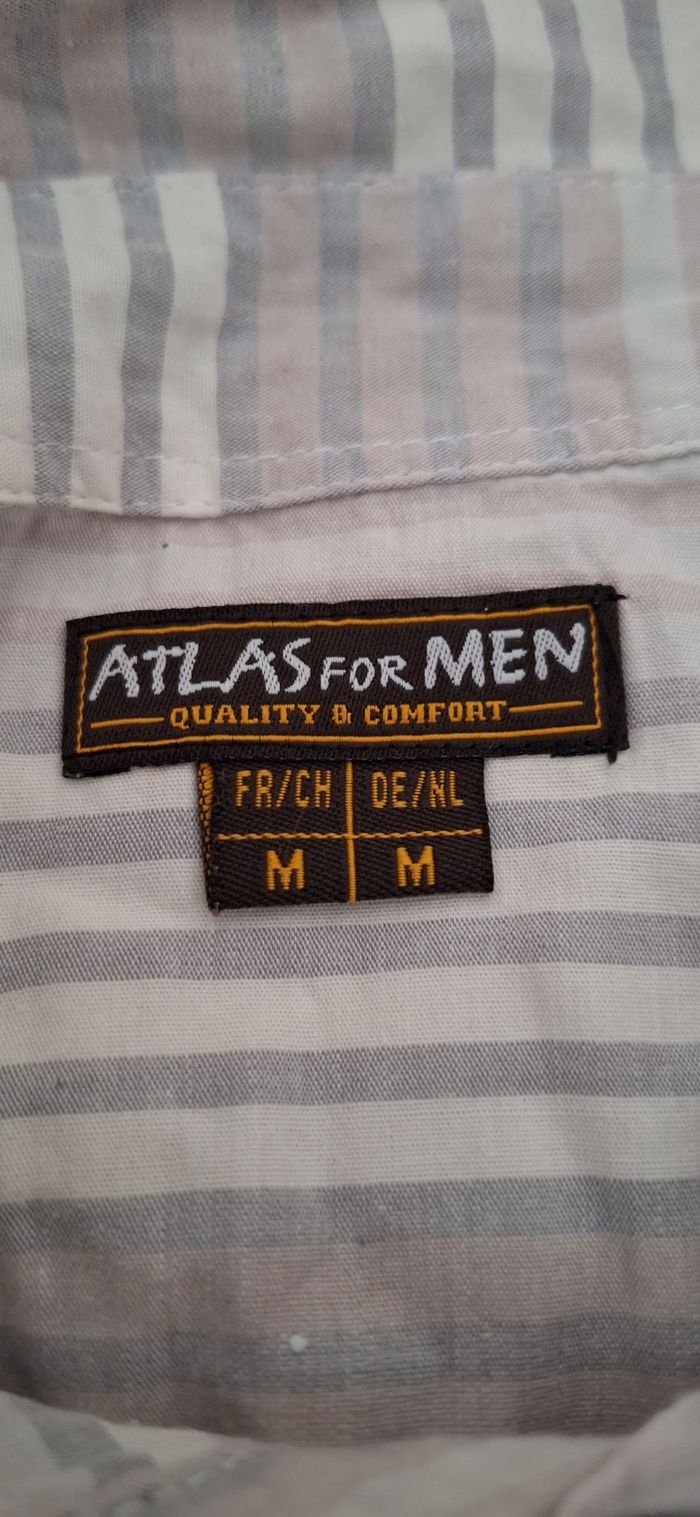 ATLAS FOR MEN
QUALITY & COMFORT
FR/CH DE/NL
M M